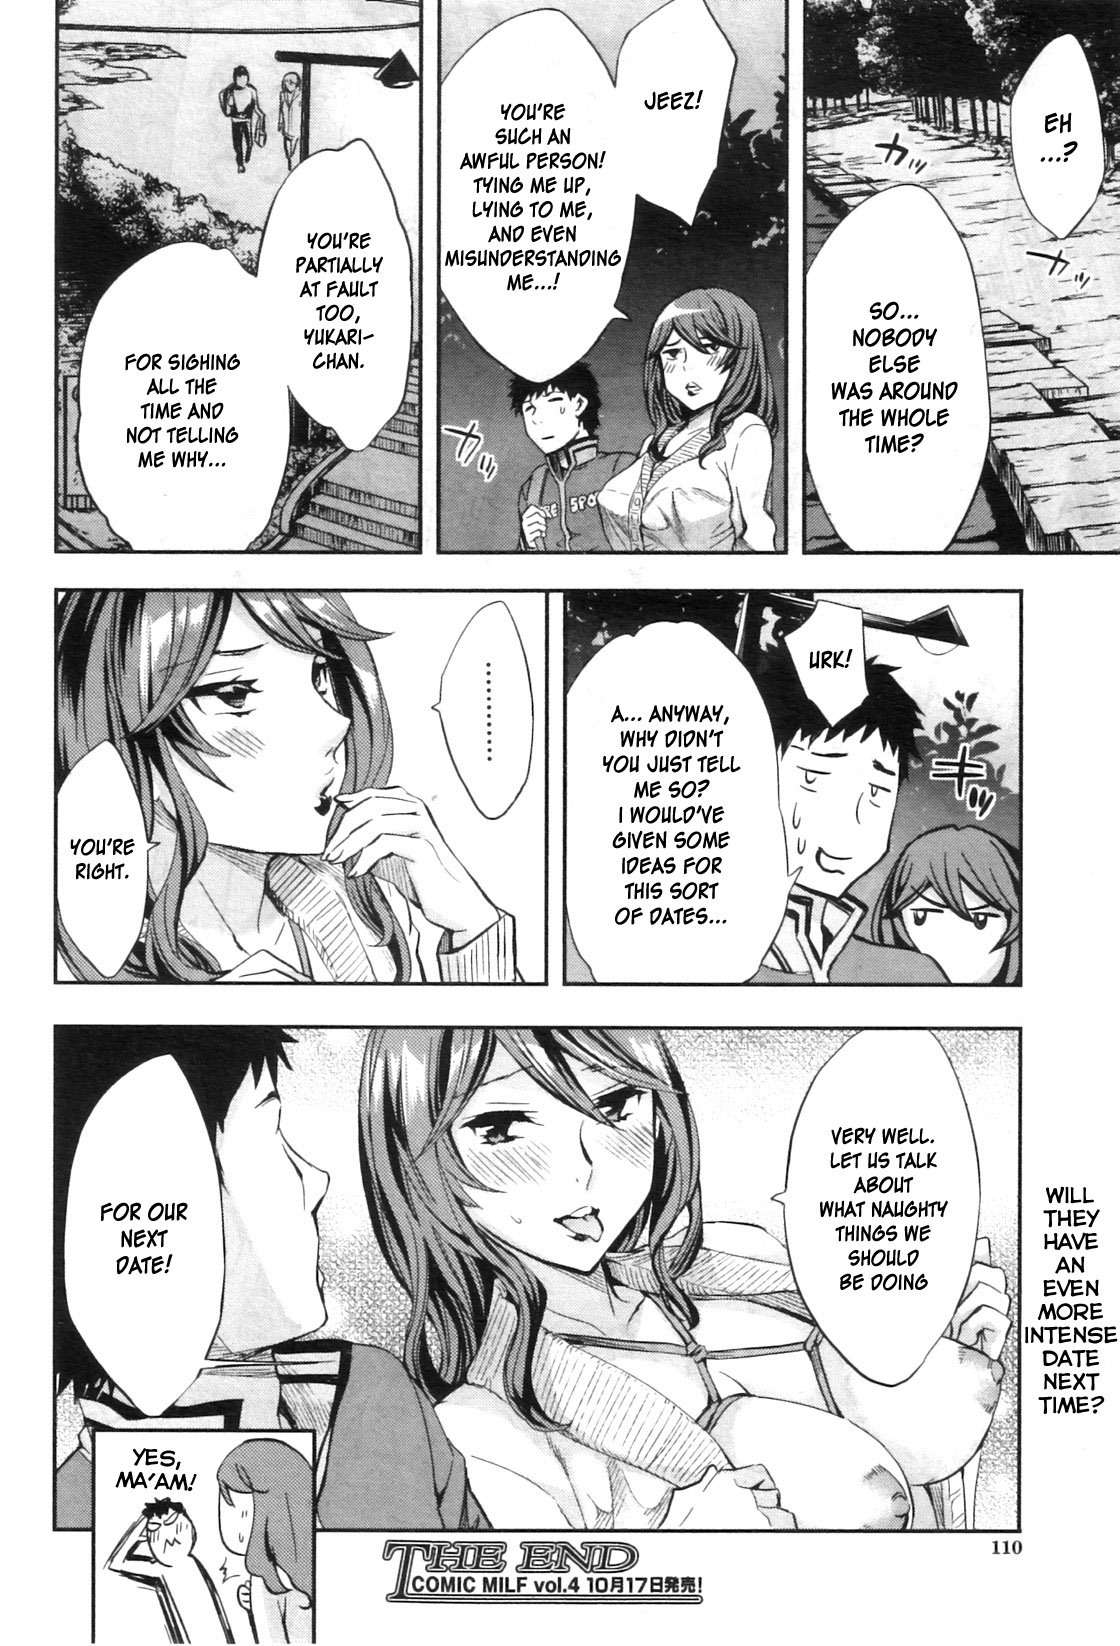 EH
...?
SO...
NOBODY
ELSE
WAS AROUND
THE WHOLE
TIME?
JEEZ!
YOU'RE
SUCH AN
AWFUL PERSON!
TYING ME UP,
LYING TO ME,
AND EVEN
MISUNDERSTANDING
ME...!
YOU'RE
PARTIALLY
AT FAULT
TOO,
YUKARI-
CHAN.
FOR SIGHING
ALL THE
TIME AND
NOT TELLING
ME WHY...
URK!
A... ANYWAY,
WHY DIDN'T
YOU JUST TELL
ME SO?
I WOULD'VE
GIVEN SOME
IDEAS FOR
THIS SORT
OF DATES...
.........
YOU'RE
RIGHT.
VERY WELL.
LET US TALK
ABOUT
WHAT NAUGHTY
THINGS WE
SHOULD
BE DOING
FOR OUR
NEXT
DATE!
YES,
MA'AM!
WILL
THEY
HAVE
AN
EVEN
MORE
INTENSE
DATE
NEXT
TIME?
110
THE END
COMIC MILF vol.4 10月17日発売!